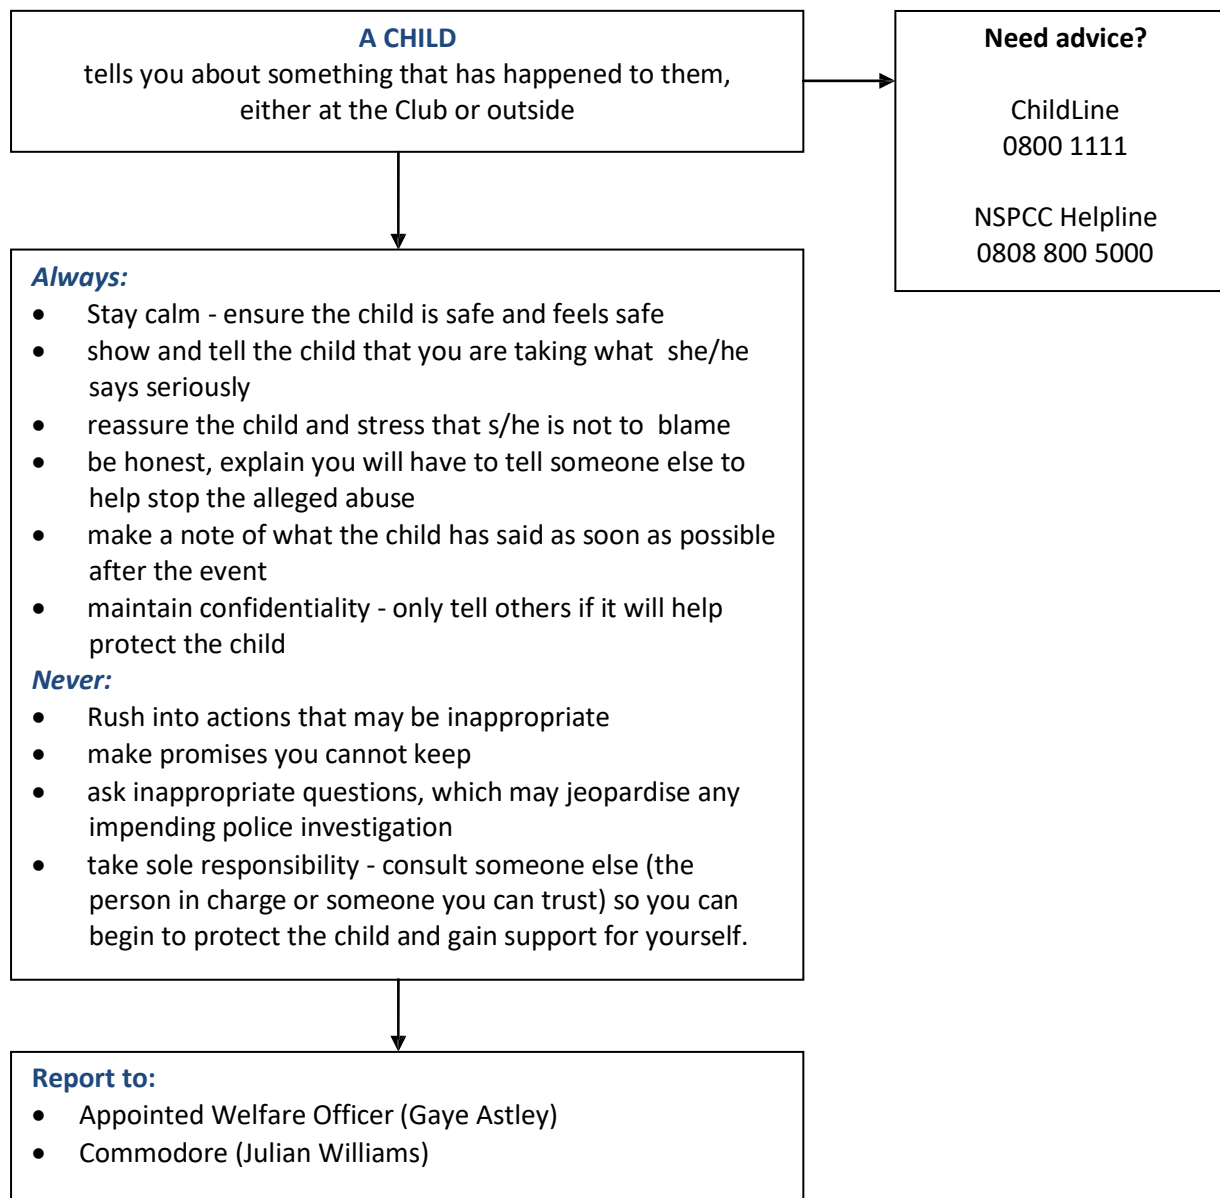 A CHILD
tells you about something that has happened to them,
either at the Club or outside
Need advice?
ChildLine
0800 1111
NSPCC Helpline
0808 800 5000
Always:
• Stay calm - ensure the child is safe and feels safe
• show and tell the child that you are taking what  she/he
says seriously
• reassure the child and stress that s/he is not to  blame
• be honest, explain you will have to tell someone else to
help stop the alleged abuse
• make a note of what the child has said as soon as possible
after the event
• maintain confidentiality - only tell others if it will help
protect the child
Never:
• Rush into actions that may be inappropriate
• make promises you cannot keep
• ask inappropriate questions, which may jeopardise any
impending police investigation
• take sole responsibility - consult someone else (the
person in charge or someone you can trust) so you can
begin to protect the child and gain support for yourself.
Report to:
• Appointed Welfare Officer (Gaye Astley)
• Commodore (Julian Williams)